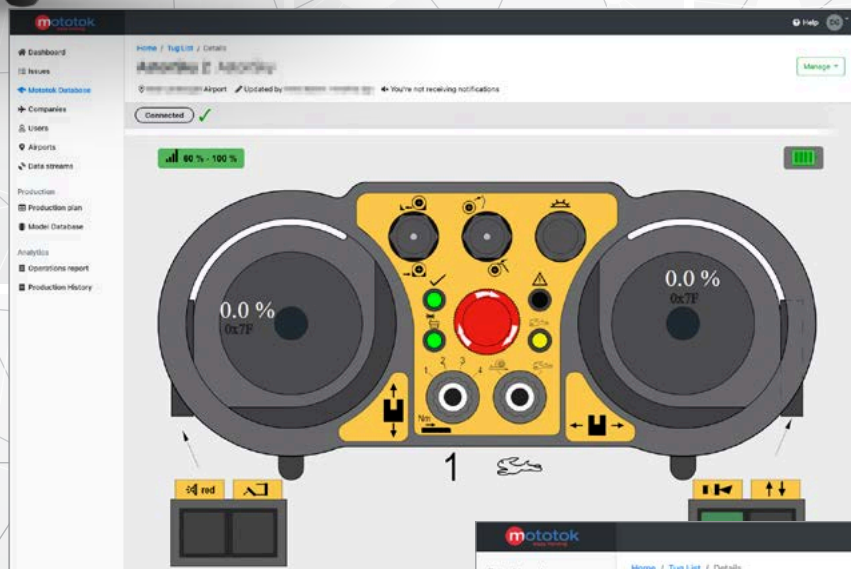 mototok
Help
DG
Dashboard
Issues
Mototok Database
Companies
Users
Airports
Data streams
Production
Production plan
Model Database
Analytics
Operations report
Production History
Home / Tug List / Details
Manage
Airport Updated by You're not receiving notifications
Connected
60 % - 100 %
0.0 %
0x7F
0.0 %
0x7F
1 2 3 4
Nm
1
red
mototok
Home / Tug List / Details